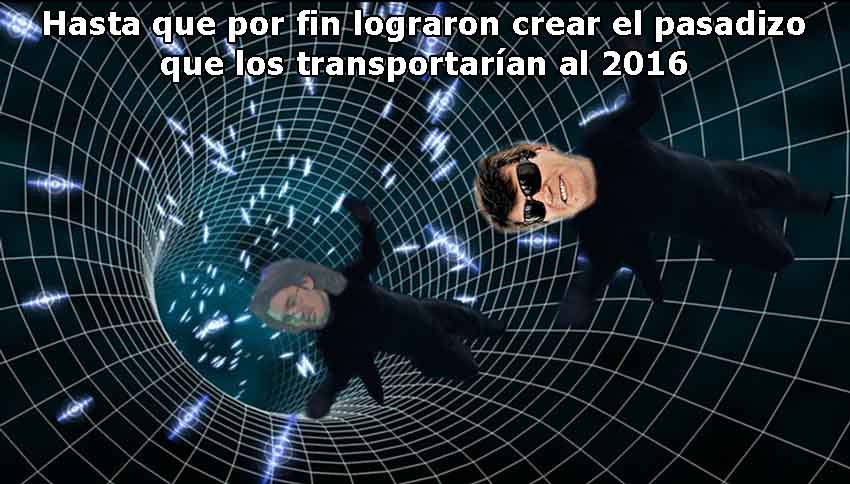 Hasta que por fin lograron crear el pasadizo
que los transportarían al 2016